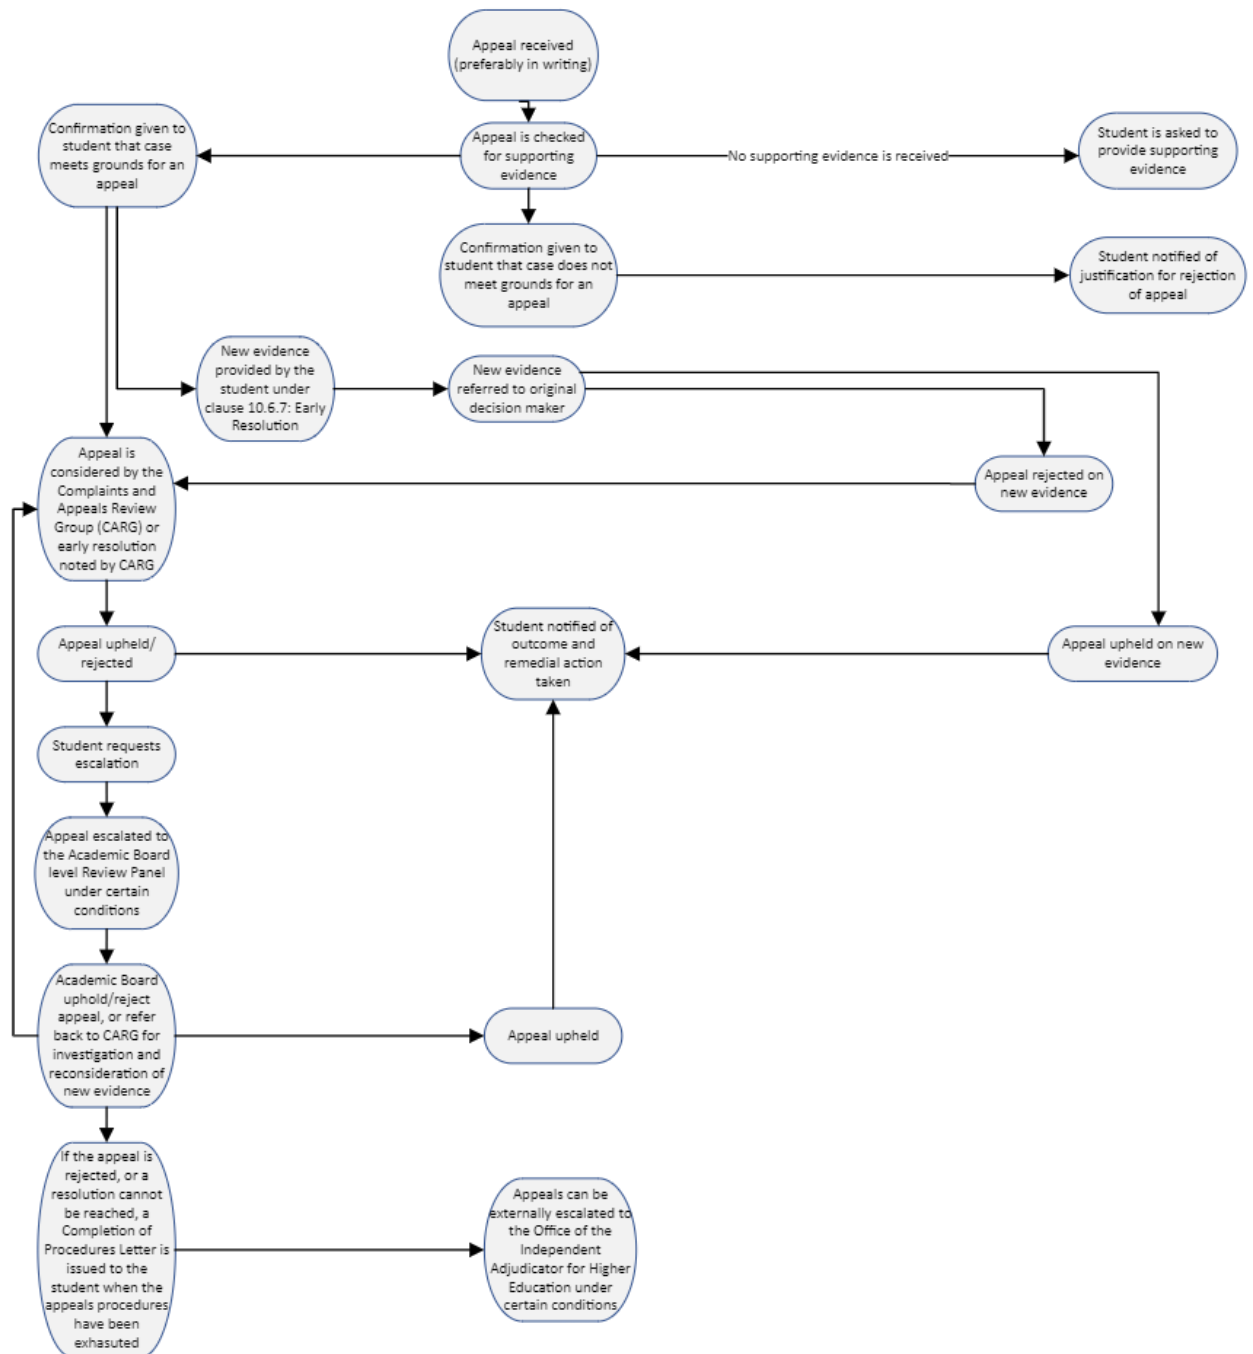 Appeal received
(preferably in writing)
Confirmation given to
student that case
meets grounds for an
appeal
Appeal is checked
for supporting
evidence
No supporting evidence is received
Student is asked to
provide supporting
evidence
Confirmation given to
student that case does not
meet grounds for an
appeal
Student notified of
justification for rejection
of appeal
New evidence
provided by the
student under
clause 10.6.7: Early
Resolution
New evidence
referred to original
decision maker
Appeal is
considered by the
Complaints and
Appeals Review
Group (CARG) or
early resolution
noted by CARG
Appeal rejected on
new evidence
Appeal upheld/
rejected
Student notified of
outcome and
remedial action
taken
Appeal upheld on new
evidence
Student requests
escalation
Appeal escalated to
the Academic Board
level Review Panel
under certain
conditions
Academic Board
uphold/reject
appeal, or refer
back to CARG for
investigation and
reconsideration of
new evidence
Appeal upheld
If the appeal is
rejected, or a
resolution cannot
be reached, a
Completion of
Procedures Letter is
issued to the
student when the
appeals procedures
have been
exhasuted
Appeals can be
externally escalated to
the Office of the
Independent
Adjudicator for Higher
Education under
certain conditions